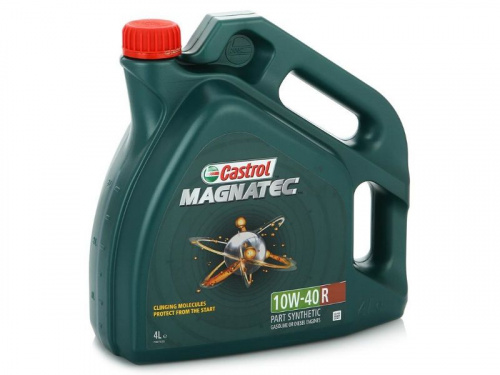 Castrol
MAGNATEC
CLINGING MOLECULES
PROTECT FROM THE START
10W-40 R
PART SYNTHETIC
GASOLINE OR DIESEL ENGINES
4L